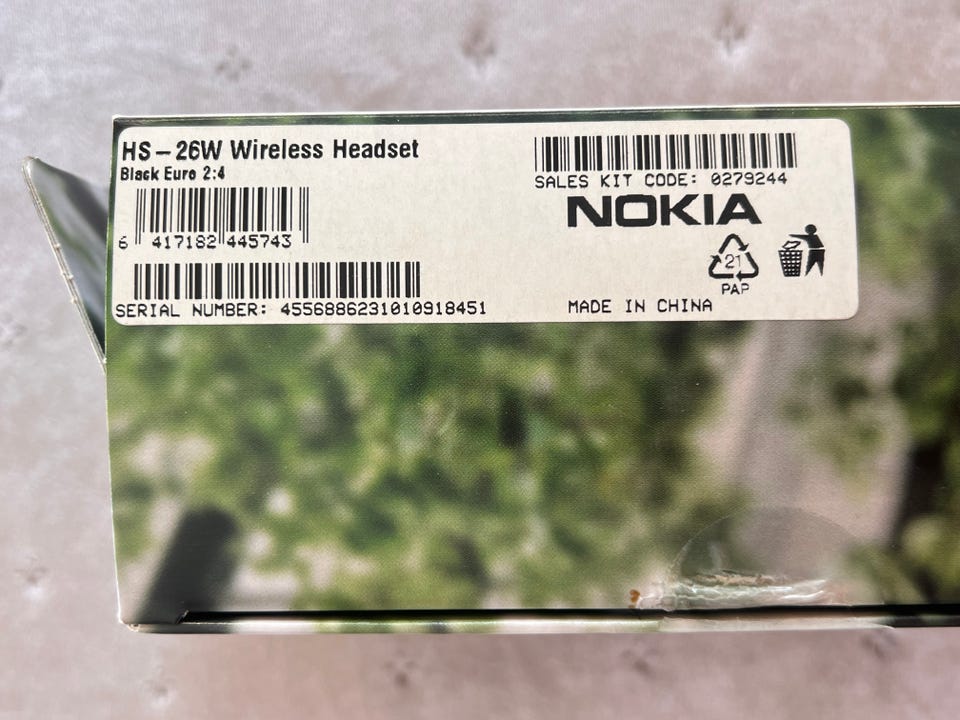 HS-26W Wireless Headset
Black Euro 2:4
6 417182 445743
SERIAL NUMBER: 4556886231010918451
SALES KIT CODE: 0279244
NOKIA
21
PAP
MADE IN CHINA